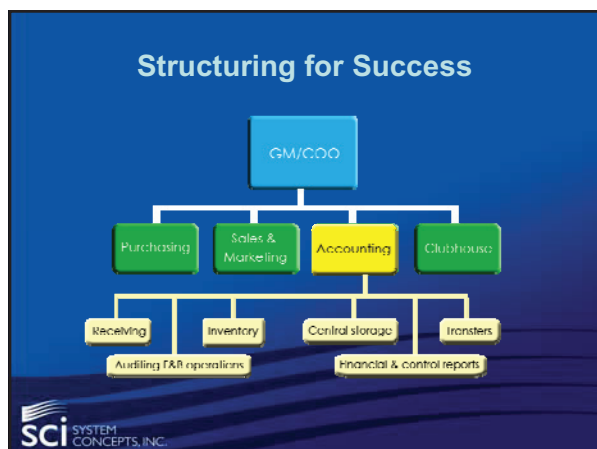 Structuring for Success
GM/COO
Purchasing
Sales &
Marketing
Accounting
Clubhouse
Receiving
Inventory
Central storage
Transfers
Auditing F&B operations
Financial & control reports
sci SYSTEM
CONCEPTS, INC.